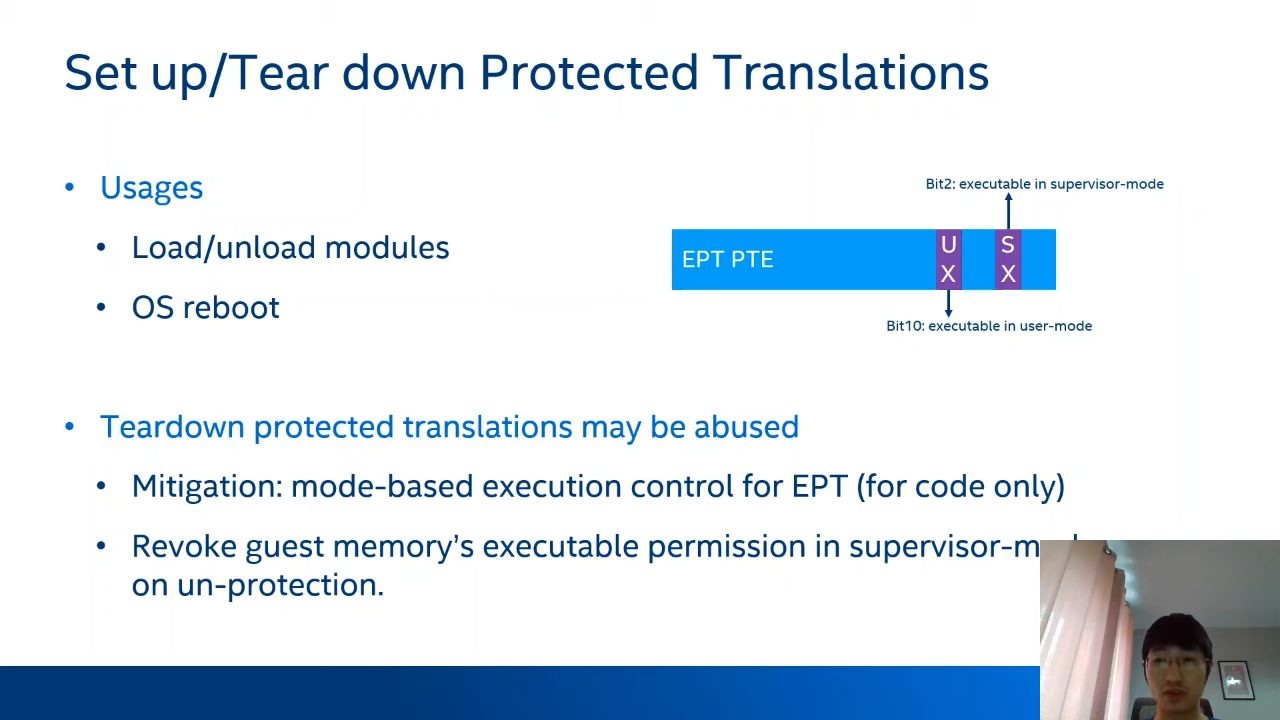 Set up/Tear down Protected Translations
• Usages
• Load/unload modules
• OS reboot
Bit2: executable in supervisor-mode
EPT PTE
U
X
S
X
Bit10: executable in user-mode
• Teardown protected translations may be abused
• Mitigation: mode-based execution control for EPT (for code only)
• Revoke guest memory’s executable permission in
on un-protection.